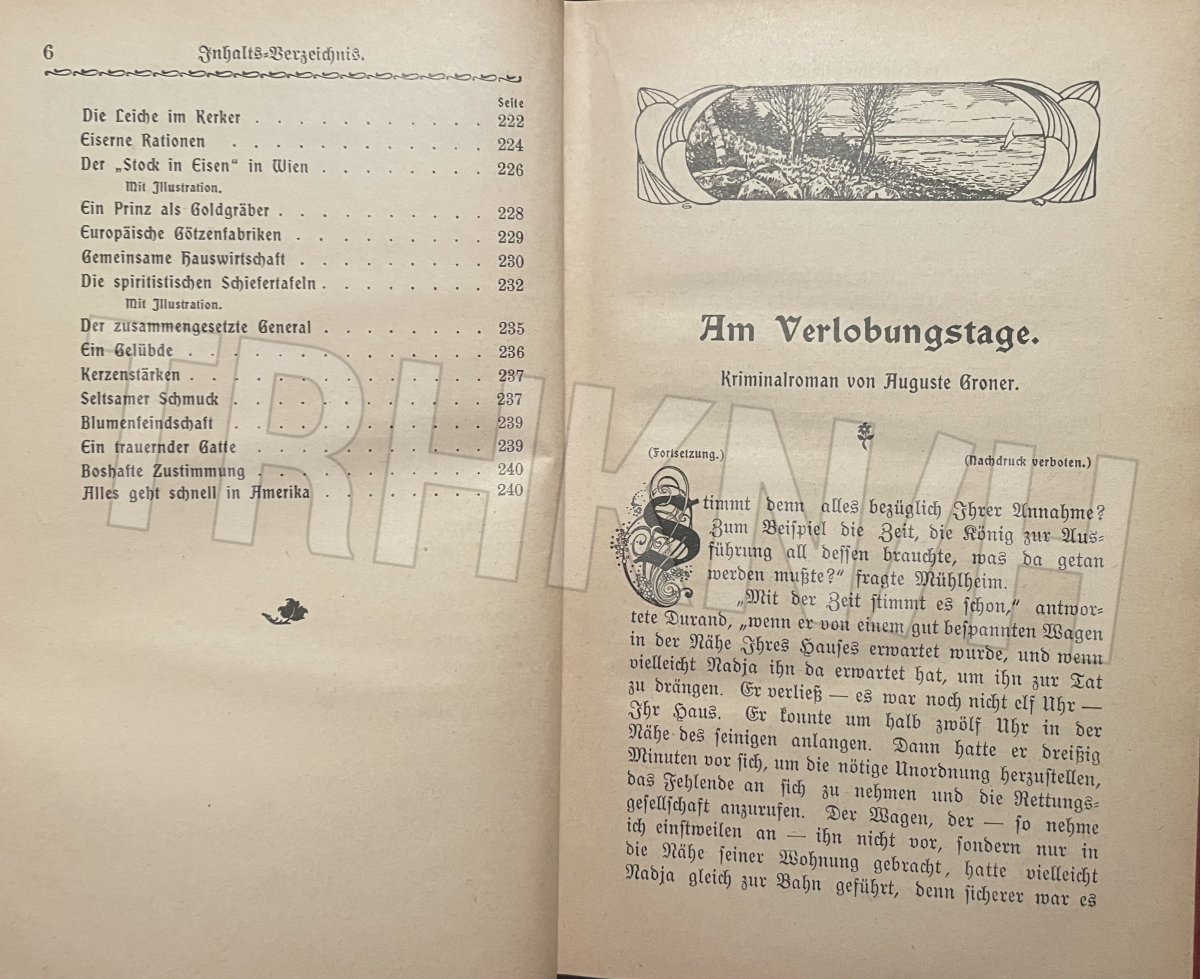 6 Inhalts-Verzeichnis.
Seite
Die Leiche im Kerker . . . . . . . . . . . 222
Eiserne Rationen . . . . . . . . . . . . 224
Der „Stock in Eisen“ in Wien . . . . . . . . 226
Mit Illustration.
Ein Prinz als Goldgräber . . . . . . . . . . 228
Europäische Götzenfabriken . . . . . . . . . 229
Gemeinsame Hauswirtschaft . . . . . . . . . 230
Die spiritistischen Schiefertafeln . . . . . . . . 232
Mit Illustration.
Der zusammengesetzte General . . . . . . . . 235
Ein Gelübde . . . . . . . . . . . . . . 236
Kerzenstärken . . . . . . . . . . . . . . 237
Seltsamer Schmuck . . . . . . . . . . . . 237
Blumenfeindschaft . . . . . . . . . . . . 239
Ein trauernder Gatte . . . . . . . . . . . 239
Boshafte Zustimmung . . . . . . . . . . . 240
Alles geht schnell in Amerika . . . . . . . . 240
Am Verlobungstage.
Kriminalroman von Auguste Groner.
(Fortsetzung.) (Nachdruck verboten.)
Stimmt denn alles bezüglich Ihrer Annahme?
Zum Beiſpiel die Zeit, die König zur Aus-
führung all deſſen brauchte, was da getan
werden mußte?“ fragte Mühlheim.
„Mit der Zeit ſtimmt es ſchon,“ antwor-
tete Durand, „wenn er von einem gut beſpannten Wagen
in der Nähe Ihres Hauſes erwartet wurde, und wenn
vielleicht Nadja ihn da erwartet hat, um ihn zur Tat
zu drängen. Er verließ — es war noch nicht elf Uhr —
Ihr Haus. Er konnte um halb zwölf Uhr in der
Nähe des ſeinigen anlangen. Dann hatte er dreißig
Minuten vor ſich, um die nötige Unordnung herzuſtellen,
das Fehlende an ſich zu nehmen und die Rettungs-
geſellſchaft anzurufen. Der Wagen, der — ſo nehme
ich einſtweilen an — ihn nicht vor, ſondern nur in
die Nähe ſeiner Wohnung gebracht, hatte vielleicht
Nadja gleich zur Bahn geführt, denn ſicherer war es
TRHKNAH